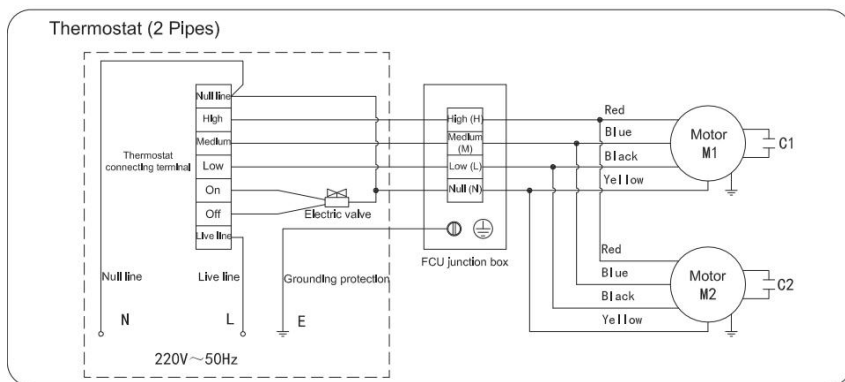 Thermostat (2 Pipes)
Null line
High
Medium
Low
On
Off
Live line
Thermostat
connecting terminal
Electric valve
Null line
Live line
Grounding protection
N
L
E
220V～50Hz
High (H)
Medium
(M)
Low (L)
Null (N)
FCU junction box
Red
Blue
Black
Yellow
Motor
M1
C1
Red
Blue
Black
Yellow
Motor
M2
C2